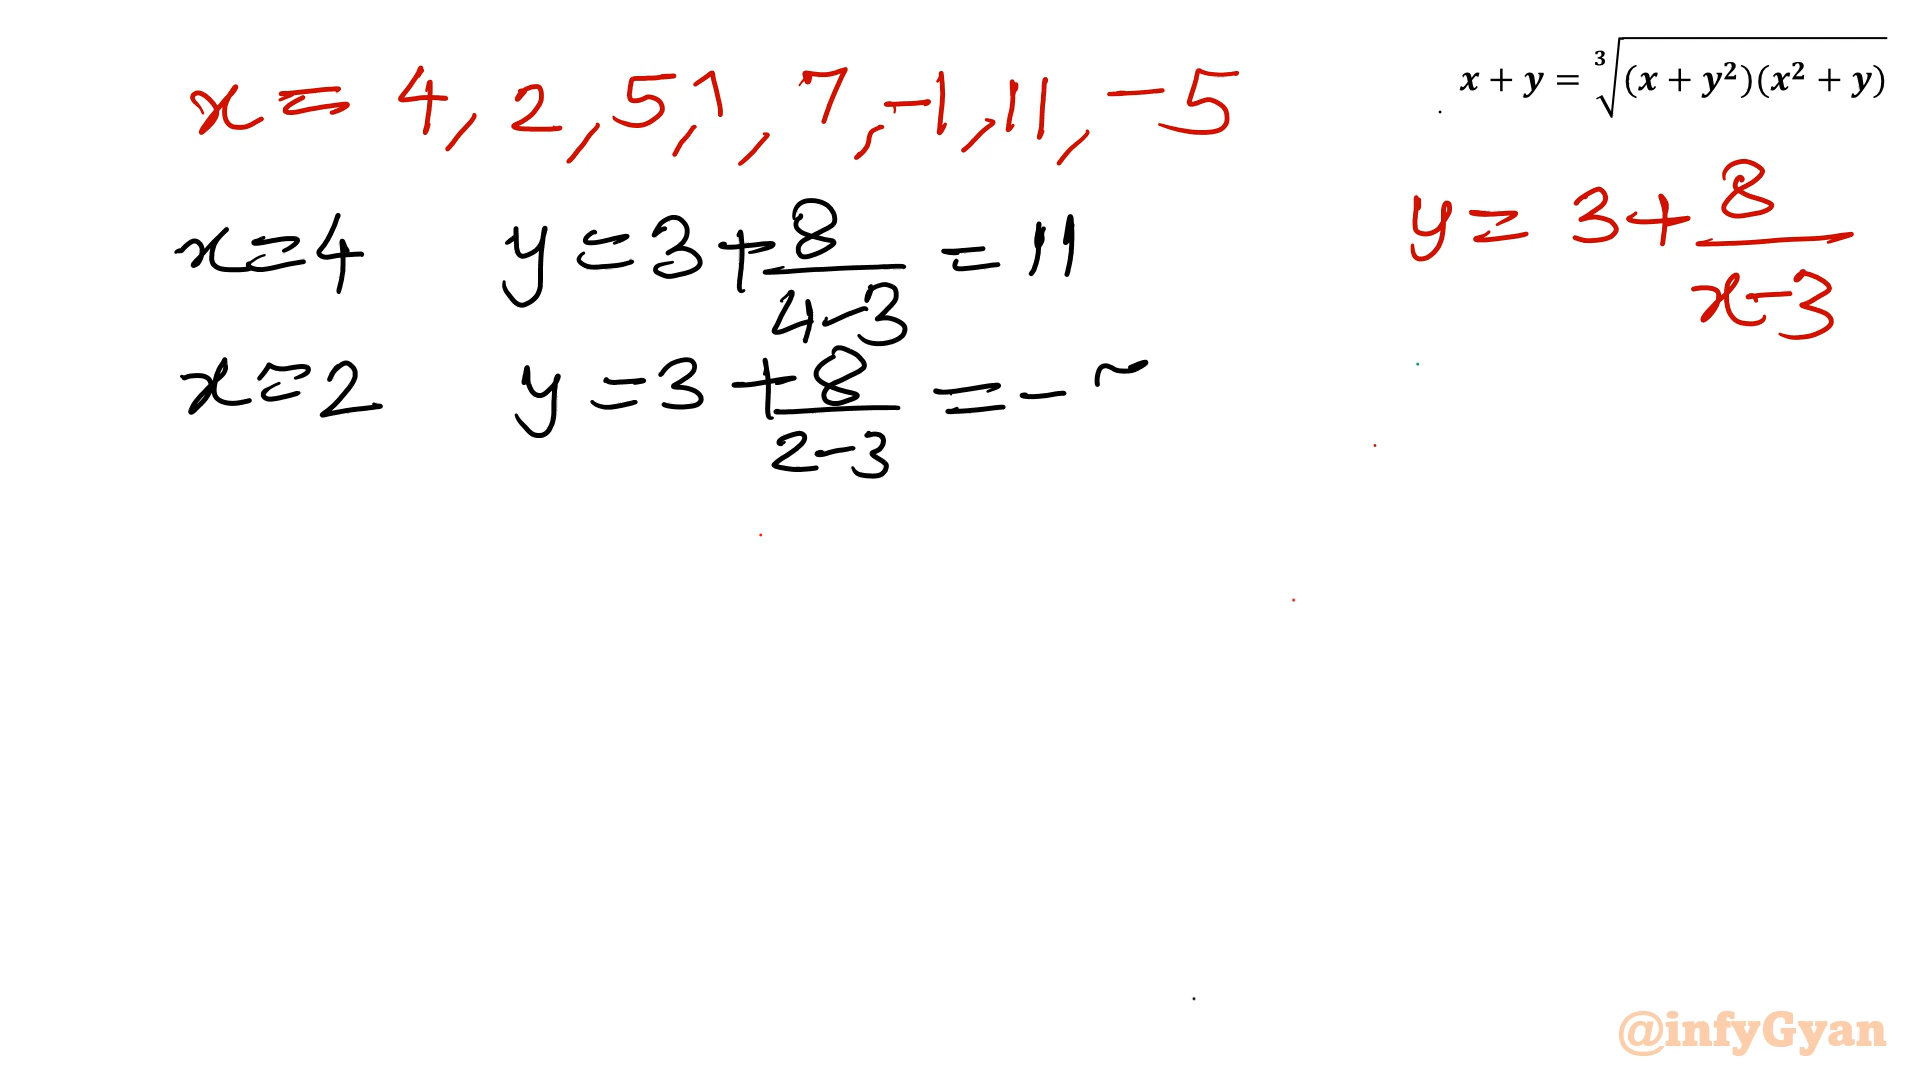 x = 4, 2, 5, 1, 7, -1, 11, -5
x + y = ∛(x + y²)(x² + y)
y = 3 + 8/(x-3)
x = 4 y = 3 + 8/(4-3) = 11
x = 2 y = 3 + 8/(2-3) = -
@infyGyan